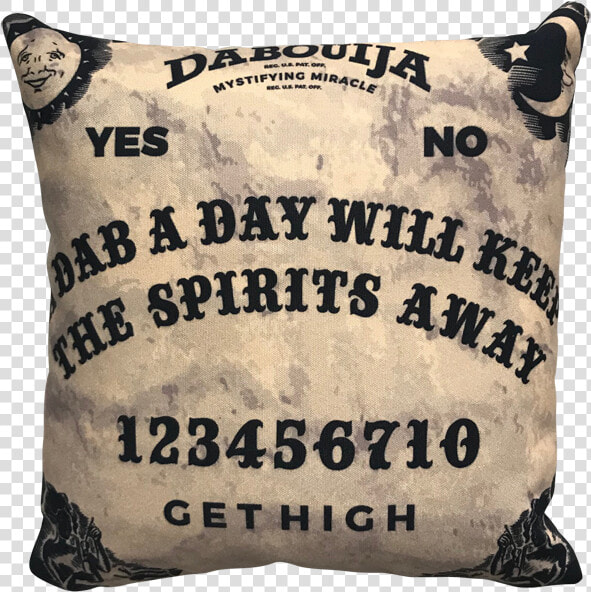 DABOUIJA
REG. U.S. PAT. OFF.
MYSTIFYING MIRACLE
REG. U.S. PAT. OFF.
YES NO
DAB A DAY WILL KEEP
THE SPIRITS AWAY
123456710
GET HIGH